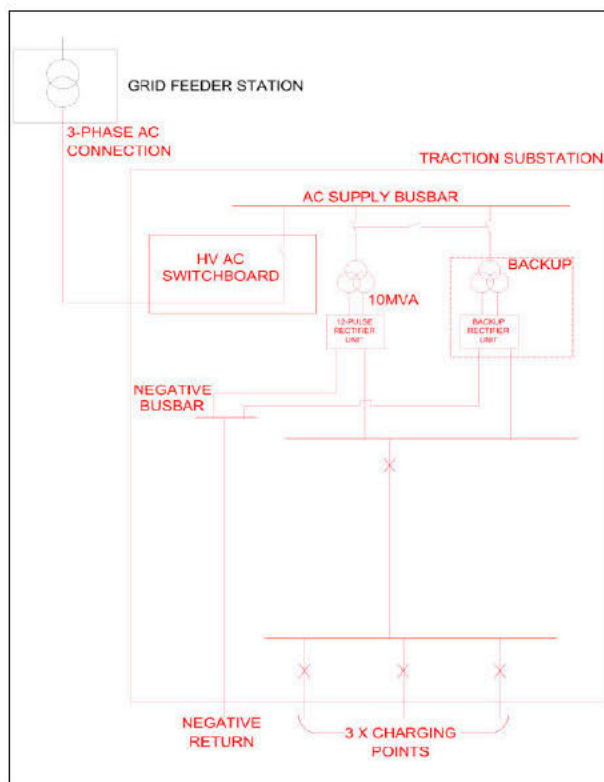 GRID FEEDER STATION
3-PHASE AC
CONNECTION
TRACTION SUBSTATION
AC SUPPLY BUSBAR
HV AC
SWITCHBOARD
BACKUP
10MVA
12-PULSE
RECTIFIER
UNIT
BACKUP
RECTIFIER
UNIT
NEGATIVE
BUSBAR
NEGATIVE
RETURN
3 X CHARGING
POINTS